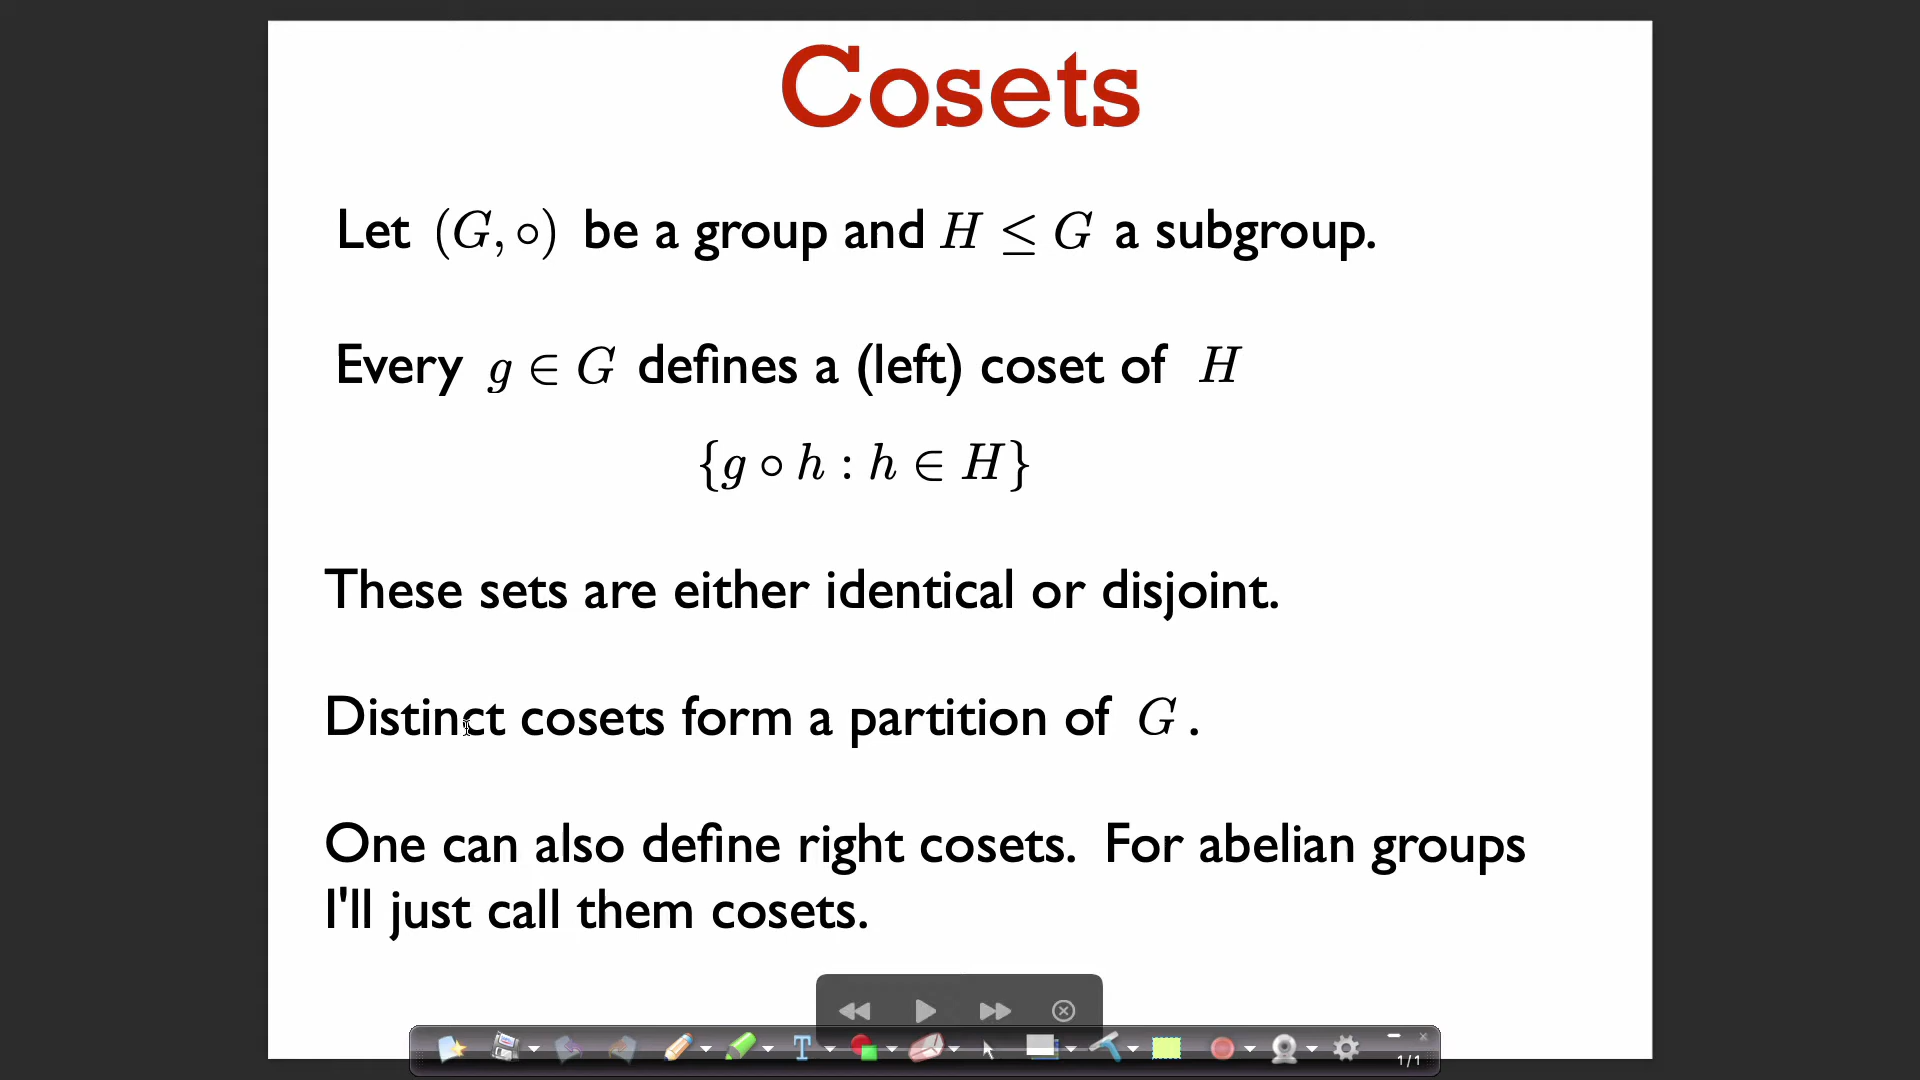 Cosets
Let (G, ∘) be a group and H ≤ G a subgroup.
Every g ∈ G defines a (left) coset of H
{g ∘ h : h ∈ H}
These sets are either identical or disjoint.
Distinct cosets form a partition of G.
One can also define right cosets. For abelian groups
I'll just call them cosets.
T
1/1